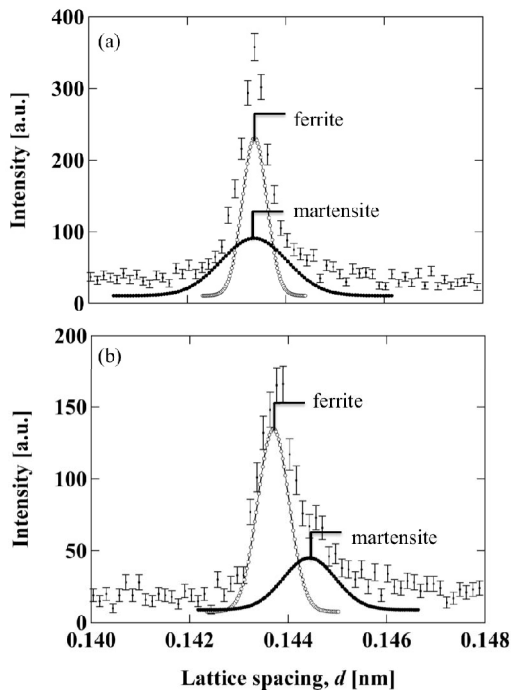 400
(a)
300
ferrite
200
martensite
100
0
Intensity [a.u.]
200
(b)
150
ferrite
100
martensite
50
0
Intensity [a.u.]
0.140 0.142 0.144 0.146 0.148
Lattice spacing, d [nm]